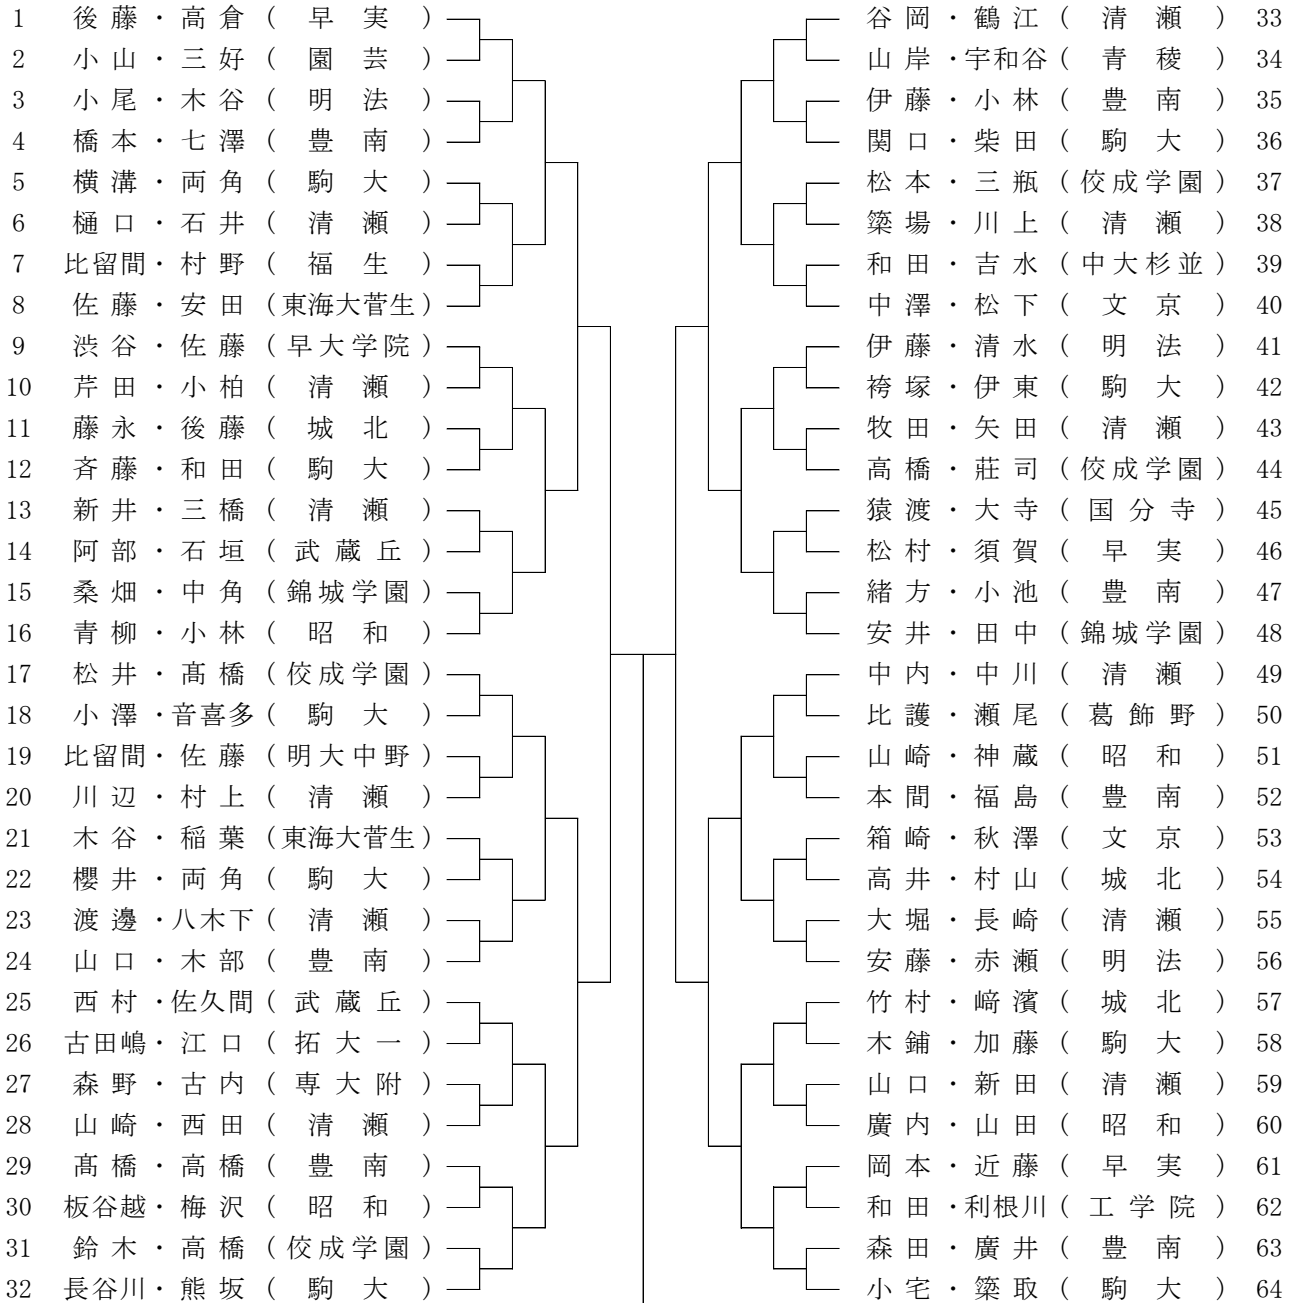 1 後藤・高倉(早実)
2 小山・三好(園芸)
3 小尾・木谷(明法)
4 橋本・七澤(豊南)
5 横溝・両角(駒大)
6 樋口・石井(清瀬)
7 比留間・村野(福生)
8 佐藤・安田(東海大菅生)
9 渋谷・佐藤(早大学院)
10 芹田・小柏(清瀬)
11 藤永・後藤(城北)
12 斉藤・和田(駒大)
13 新井・三橋(清瀬)
14 阿部・石垣(武蔵丘)
15 桑畑・中角(錦城学園)
16 青柳・小林(昭和)
17 松井・髙橋(佼成学園)
18 小澤・音喜多(駒大)
19 比留間・佐藤(明大中野)
20 川辺・村上(清瀬)
21 木谷・稲葉(東海大菅生)
22 櫻井・両角(駒大)
23 渡邊・八木下(清瀬)
24 山口・木部(豊南)
25 西村・佐久間(武蔵丘)
26 古田嶋・江口(拓大一)
27 森野・古内(専大附)
28 山崎・西田(清瀬)
29 髙橋・高橋(豊南)
30 板谷越・梅沢(昭和)
31 鈴木・高橋(佼成学園)
32 長谷川・熊坂(駒大)
谷岡・鶴江(清瀬) 33
山岸・宇和谷(青稜) 34
伊藤・小林(豊南) 35
関口・柴田(駒大) 36
松本・三瓶(佼成学園) 37
簗場・川上(清瀬) 38
和田・吉水(中大杉並) 39
中澤・松下(文京) 40
伊藤・清水(明法) 41
袴塚・伊東(駒大) 42
牧田・矢田(清瀬) 43
高橋・莊司(佼成学園) 44
猿渡・大寺(国分寺) 45
松村・須賀(早実) 46
緒方・小池(豊南) 47
安井・田中(錦城学園) 48
中内・中川(清瀬) 49
比護・瀬尾(葛飾野) 50
山崎・神蔵(昭和) 51
本間・福島(豊南) 52
箱崎・秋澤(文京) 53
高井・村山(城北) 54
大堀・長崎(清瀬) 55
安藤・赤瀬(明法) 56
竹村・﨑濱(城北) 57
木鋪・加藤(駒大) 58
山口・新田(清瀬) 59
廣内・山田(昭和) 60
岡本・近藤(早実) 61
和田・利根川(工学院) 62
森田・廣井(豊南) 63
小宅・簗取(駒大) 64